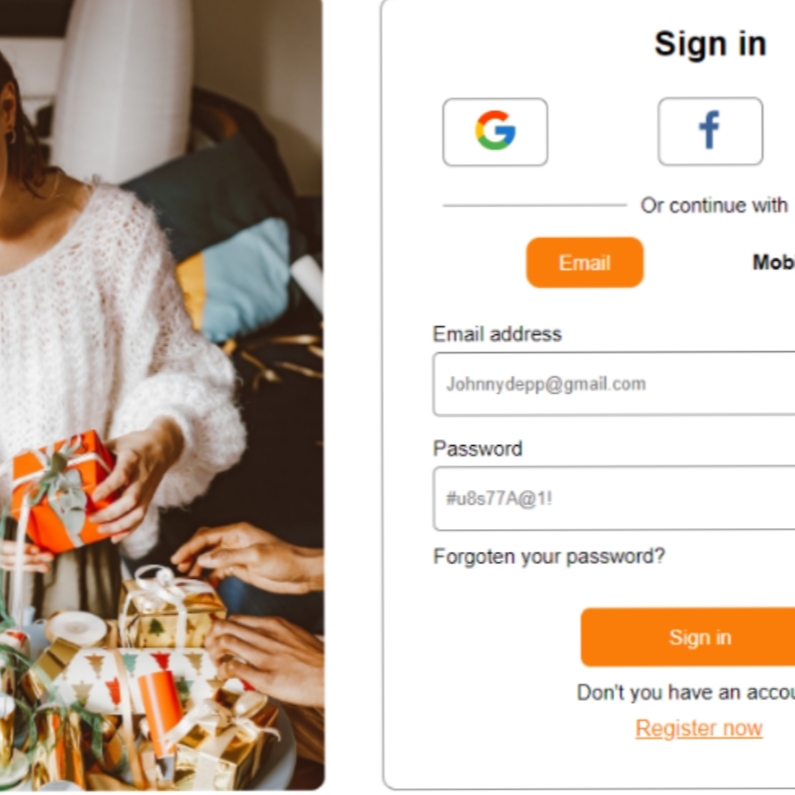 Sign in
Or continue with
Email
Mobi
Email address
Johnnydepp@gmail.com
Password
#u8s77A@1!
Forgoten your password?
Sign in
Don't you have an accou
Register now